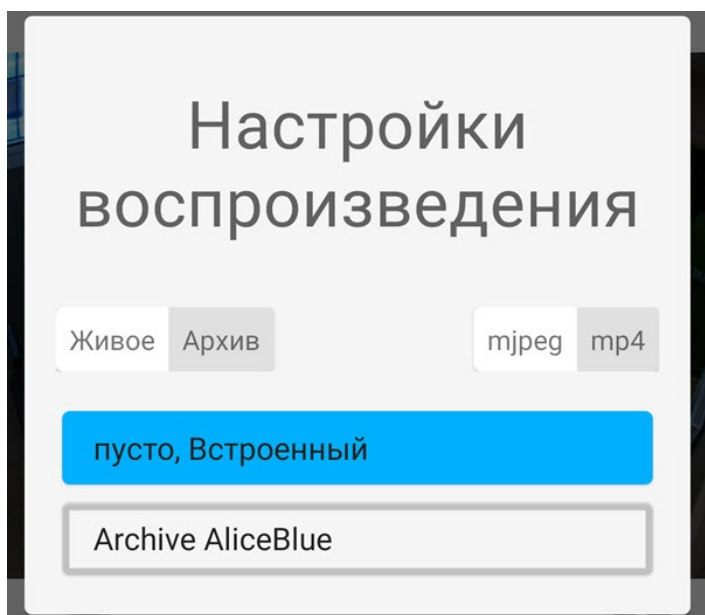 Настройки
воспроизведения
Живое Архив mjpeg mp4
пусто, Встроенный
Archive AliceBlue